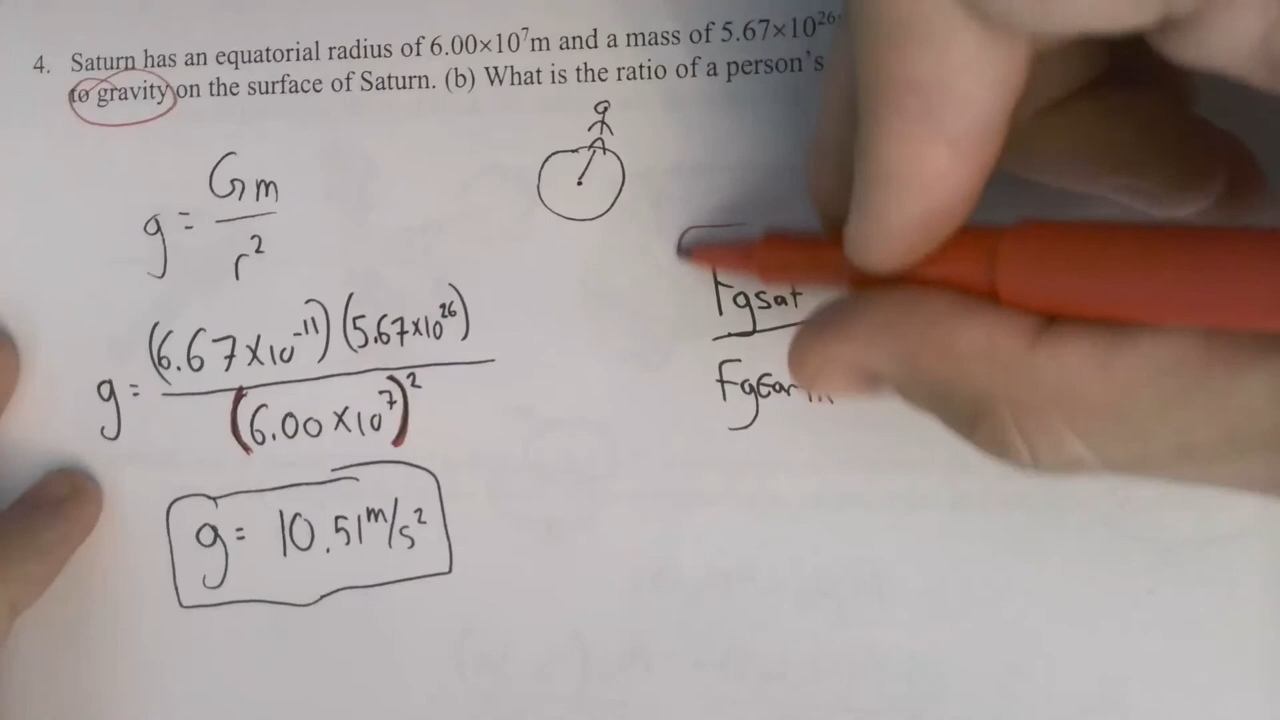 4. Saturn has an equatorial radius of 6.00×10⁷m and a mass of 5.67×10²⁶
to gravity on the surface of Saturn. (b) What is the ratio of a person's
g = Gm / r²
g = (6.67×10⁻¹¹)(5.67×10²⁶) / (6.00×10⁷)²
g = 10.51 m/s²
Fgsat